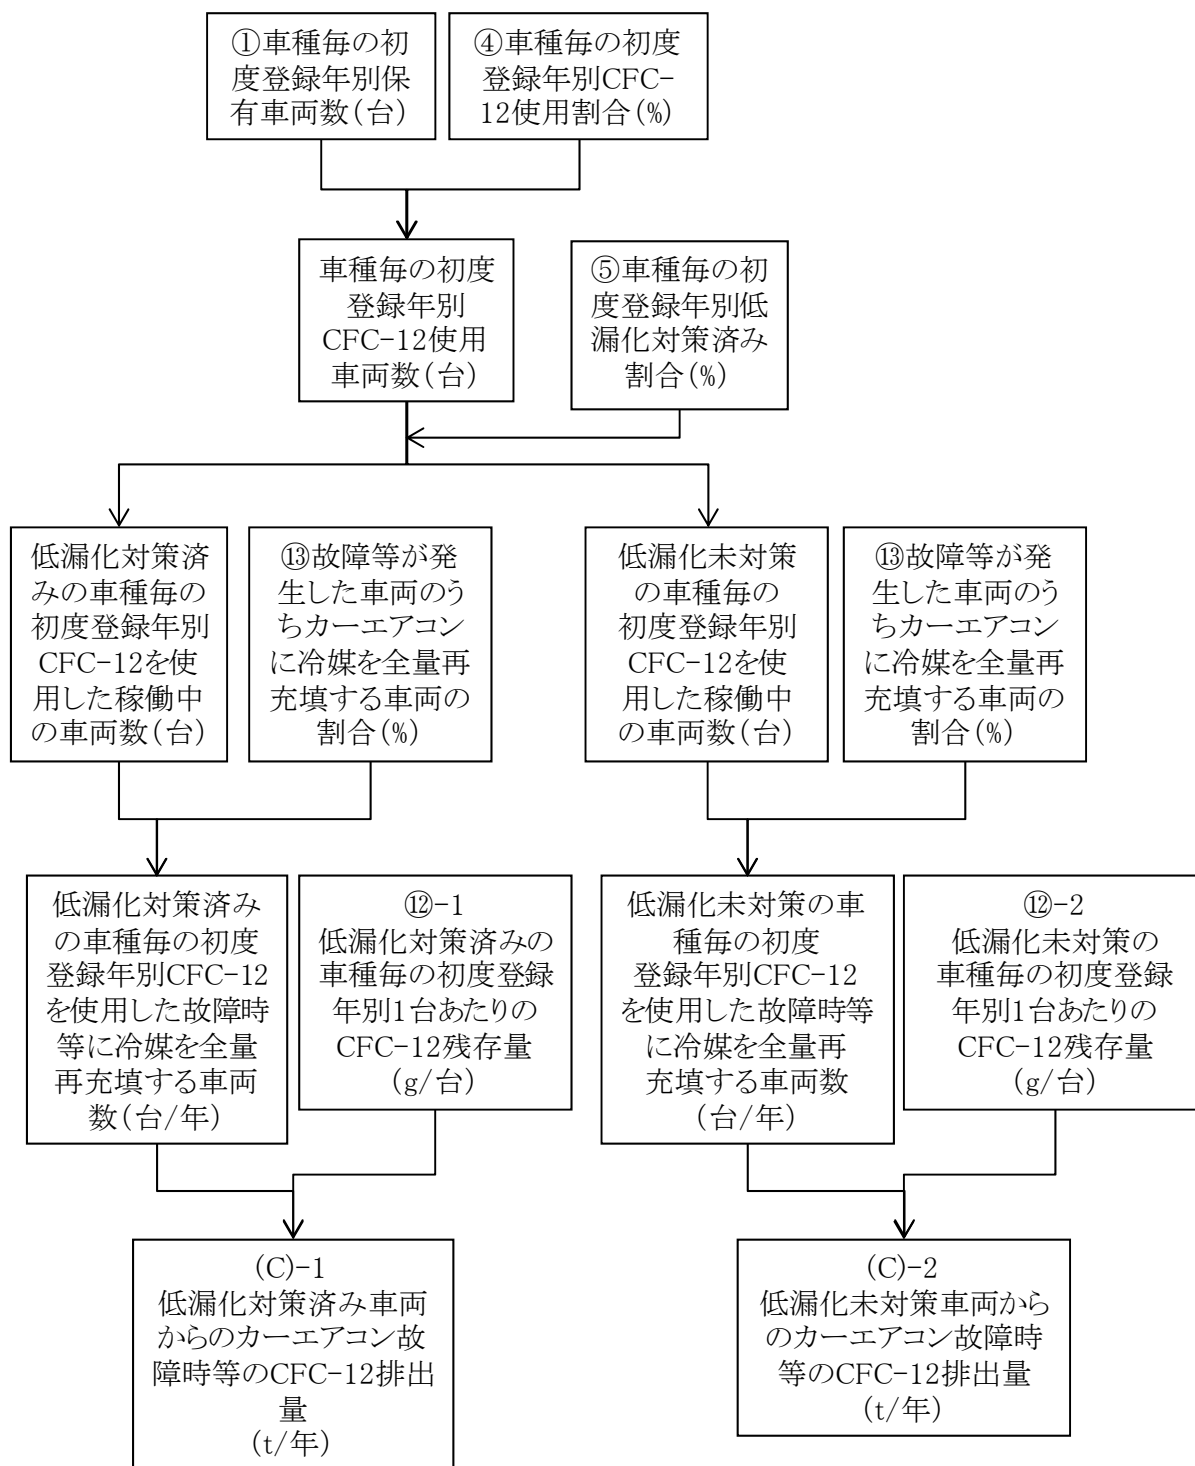 ①車種毎の初
度登録年別保
有車両数(台)
④車種毎の初度
登録年別CFC-
12使用割合(%)
車種毎の初度
登録年別
CFC-12使用
車両数(台)
⑤車種毎の初
度登録年別低
漏化対策済み
割合(%)
低漏化対策済
みの車種毎の
初度登録年別
CFC-12を使
用した稼働中
の車両数(台)
⑬故障等が発
生した車両のう
ちカーエアコン
に冷媒を全量再
充填する車両の
割合(%)
低漏化未対策
の車種毎の
初度登録年別
CFC-12を使
用した稼働中
の車両数(台)
⑬故障等が発
生した車両のう
ちカーエアコン
に冷媒を全量再
充填する車両の
割合(%)
低漏化対策済み
の車種毎の初度
登録年別CFC-12
を使用した故障時
等に冷媒を全量
再充填する車両
数(台/年)
⑫-1
低漏化対策済みの
車種毎の初度登録
年別1台あたりの
CFC-12残存量
(g/台)
低漏化未対策の車
種毎の初度
登録年別CFC-12
を使用した故障時等
に冷媒を全量再
充填する車両数
(台/年)
⑫-2
低漏化未対策の
車種毎の初度登録
年別1台あたりの
CFC-12残存量
(g/台)
(C)-1
低漏化対策済み車両
からのカーエアコン故
障時等のCFC-12排出
量
(t/年)
(C)-2
低漏化未対策車両から
のカーエアコン故障時
等のCFC-12排出量
(t/年)